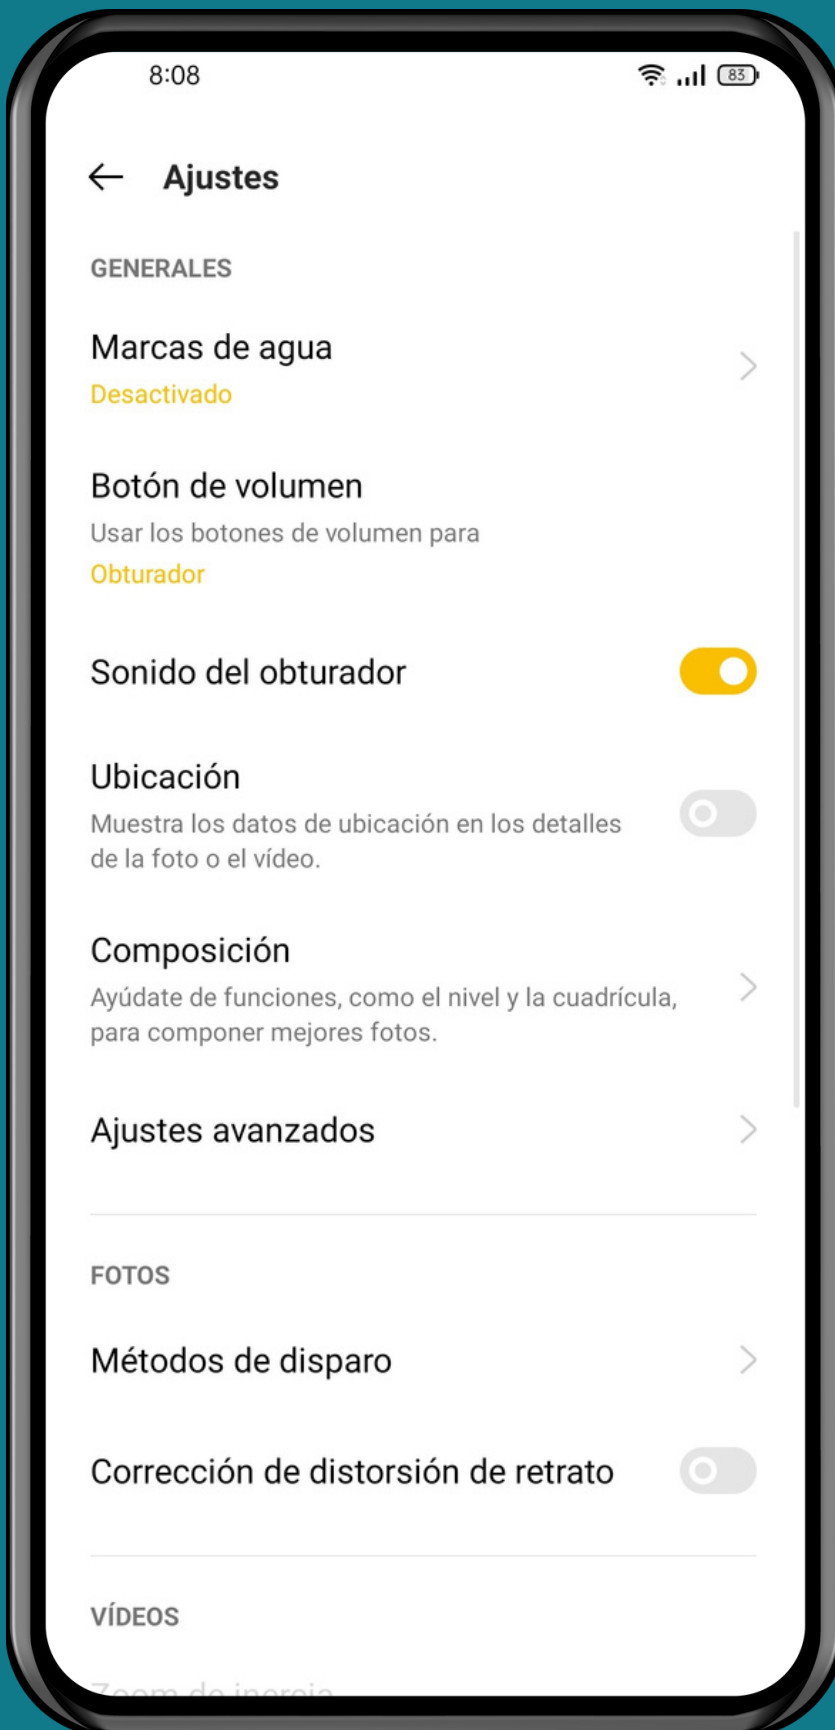 8:08
83
Ajustes
GENERALES
Marcas de agua
Desactivado
Botón de volumen
Usar los botones de volumen para
Obturador
Sonido del obturador
Ubicación
Muestra los datos de ubicación en los detalles
de la foto o el vídeo.
Composición
Ayúdate de funciones, como el nivel y la cuadrícula,
para componer mejores fotos.
Ajustes avanzados
FOTOS
Métodos de disparo
Corrección de distorsión de retrato
VÍDEOS
Zoom de inercia